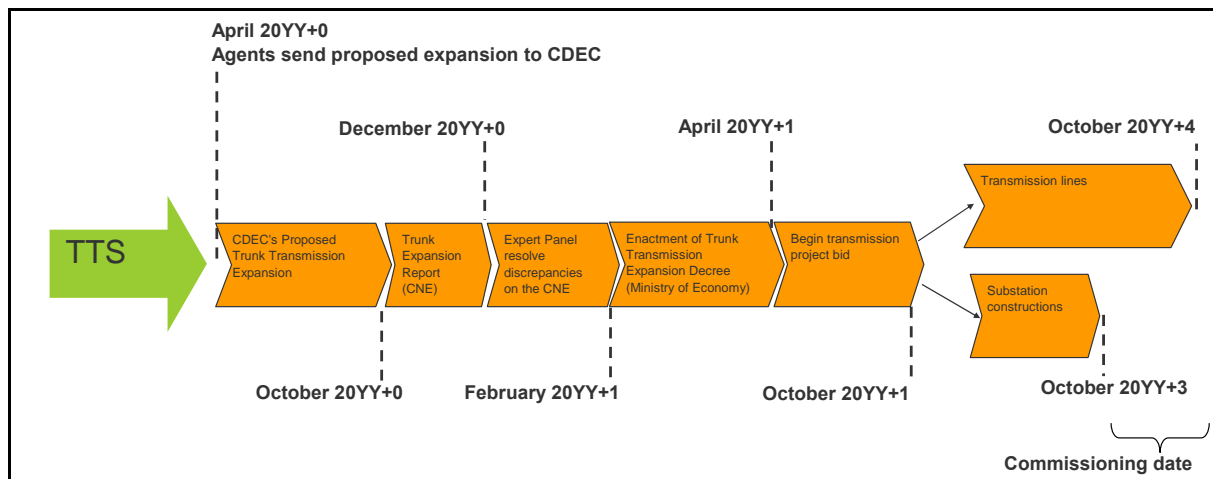 April 20YY+0
Agents send proposed expansion to CDEC
December 20YY+0
April 20YY+1
October 20YY+4
TTS
CDEC's Proposed
Trunk Transmission
Expansion
Trunk
Expansion
Report
(CNE)
Expert Panel
resolve
discrepancies
on the CNE
Enactment of Trunk
Transmission
Expansion Decree
(Ministry of Economy)
Begin transmission
project bid
Transmission lines
Substation
constructions
October 20YY+0
February 20YY+1
October 20YY+1
October 20YY+3
Commissioning date